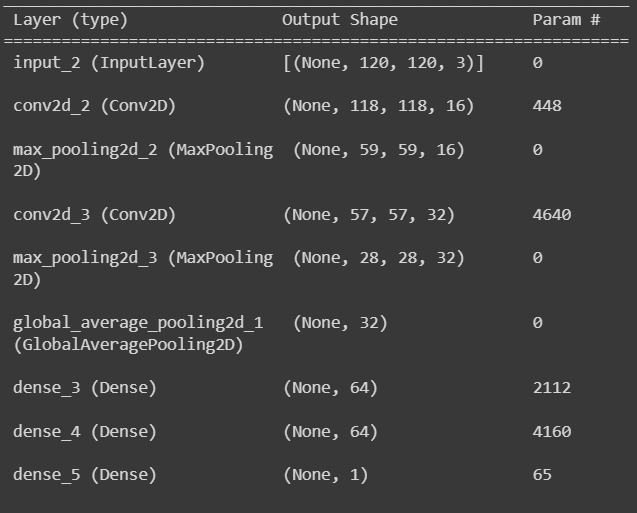 Layer (type) Output Shape Param #
=================================================================
input_2 (InputLayer) [(None, 120, 120, 3)] 0
conv2d_2 (Conv2D) (None, 118, 118, 16) 448
max_pooling2d_2 (MaxPooling (None, 59, 59, 16) 0
2D)
conv2d_3 (Conv2D) (None, 57, 57, 32) 4640
max_pooling2d_3 (MaxPooling (None, 28, 28, 32) 0
2D)
global_average_pooling2d_1 (None, 32) 0
(GlobalAveragePooling2D)
dense_3 (Dense) (None, 64) 2112
dense_4 (Dense) (None, 64) 4160
dense_5 (Dense) (None, 1) 65